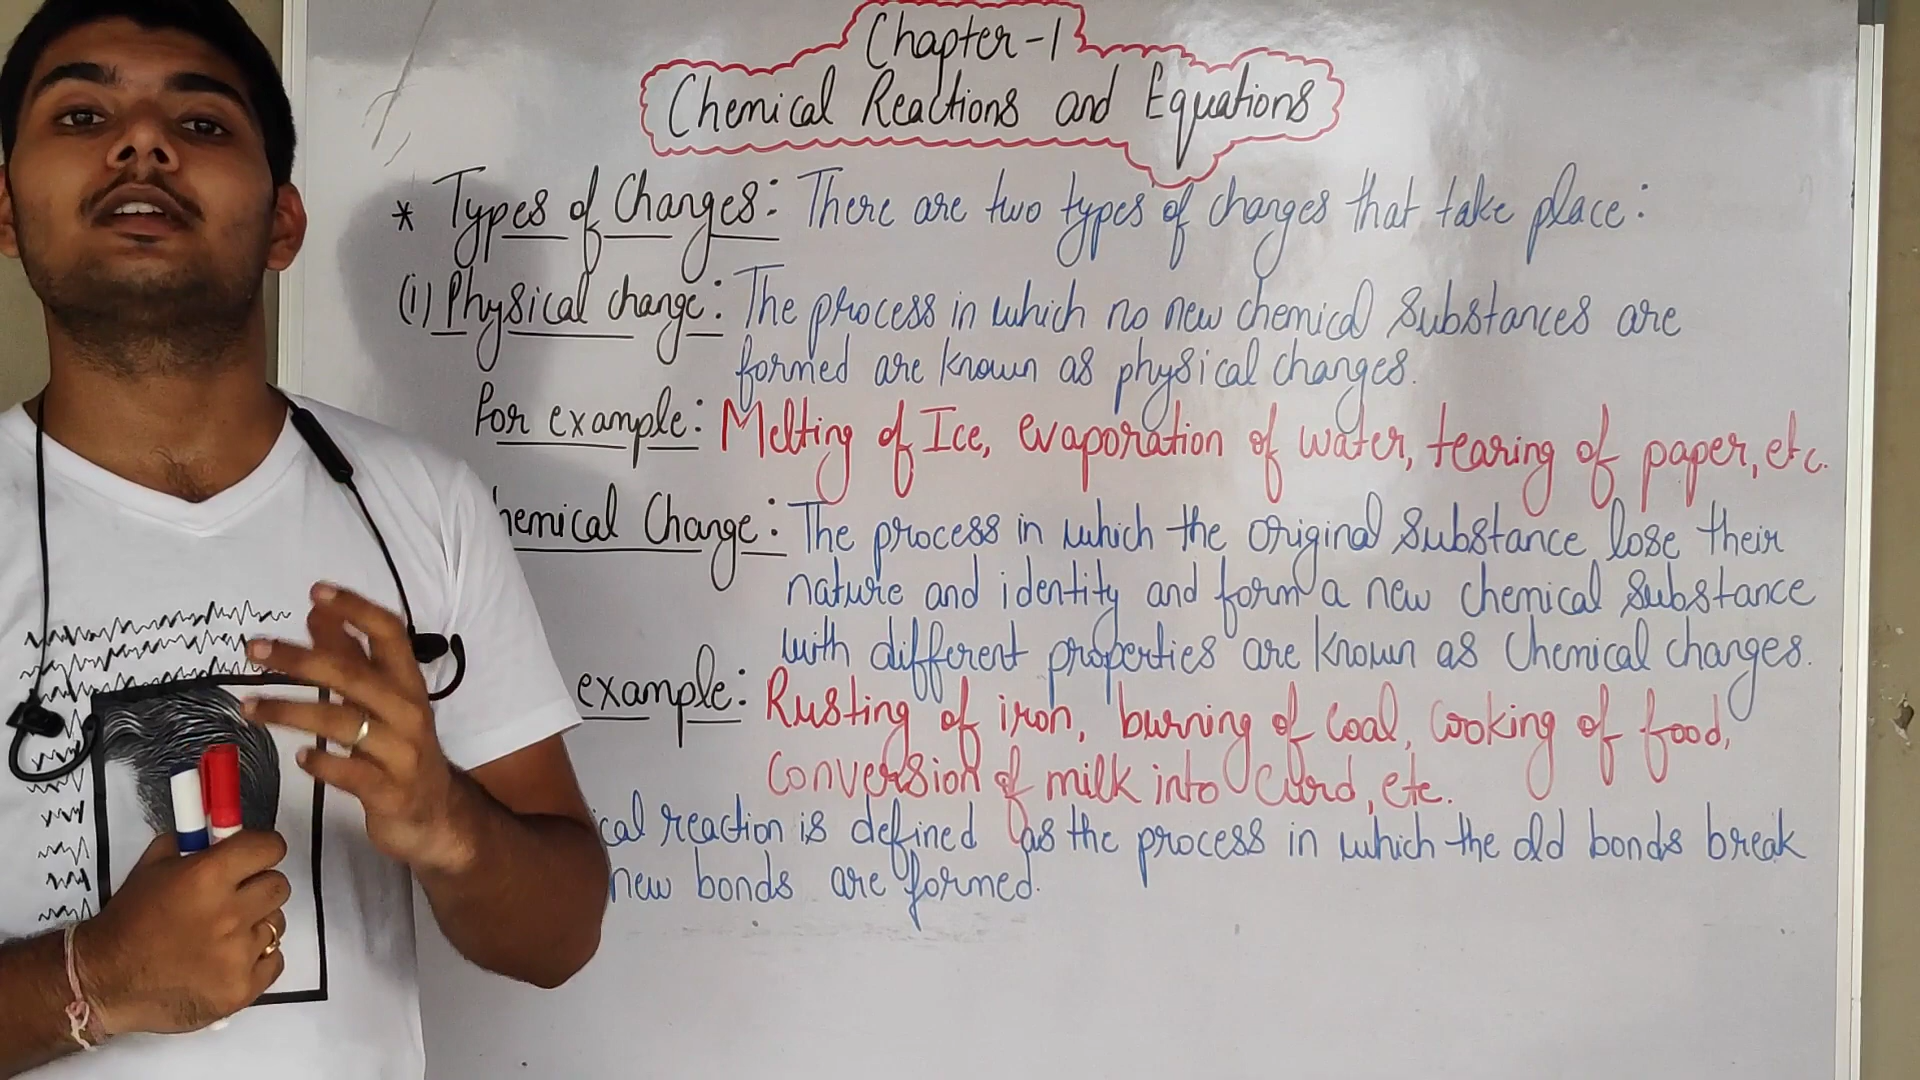 Chapter-1
Chemical Reactions and Equations
* Types of Changes: There are two types of changes that take place:
(i) Physical change: The process in which no new chemical substances are
formed are known as physical changes.
For example: Melting of Ice, evaporation of water, tearing of paper, etc.
hemical Change: The process in which the original substance lose their
nature and identity and form a new chemical substance
with different properties are known as chemical changes.
example: Rusting of iron, burning of coal, cooking of food,
conversion of milk into curd, etc.
cal reaction is defined as the process in which the old bonds break
new bonds are formed.